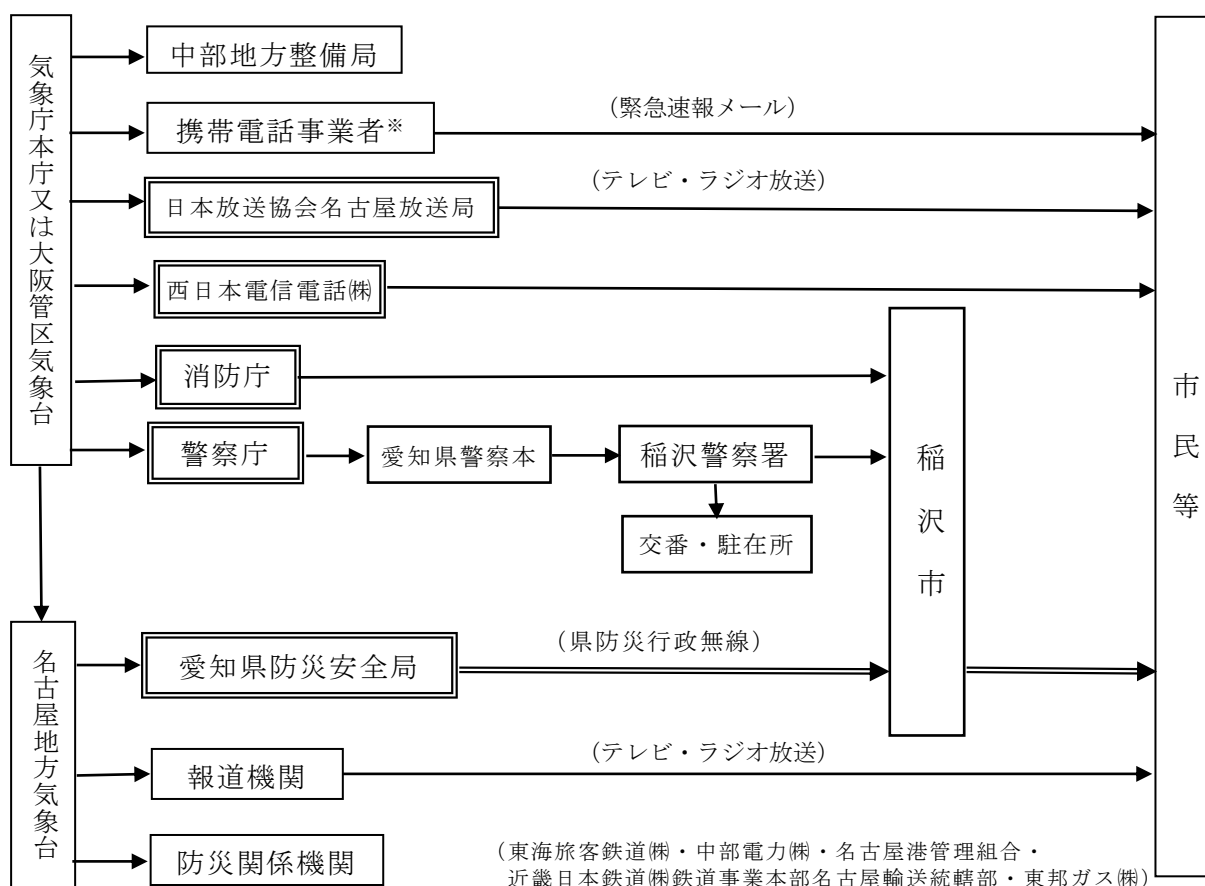 気象庁本庁又は大阪管区気象台
中部地方整備局
携帯電話事業者※
(緊急速報メール)
日本放送協会名古屋放送局
(テレビ・ラジオ放送)
西日本電信電話㈱
消防庁
警察庁
愛知県警察本
稲沢警察署
交番・駐在所
稲沢市
市民等
名古屋地方気象台
愛知県防災安全局
(県防災行政無線)
報道機関
(テレビ・ラジオ放送)
防災関係機関
(東海旅客鉄道㈱・中部電力㈱・名古屋港管理組合・
近畿日本鉄道㈱鉄道事業本部名古屋輸送統轄部・東邦ガス㈱)